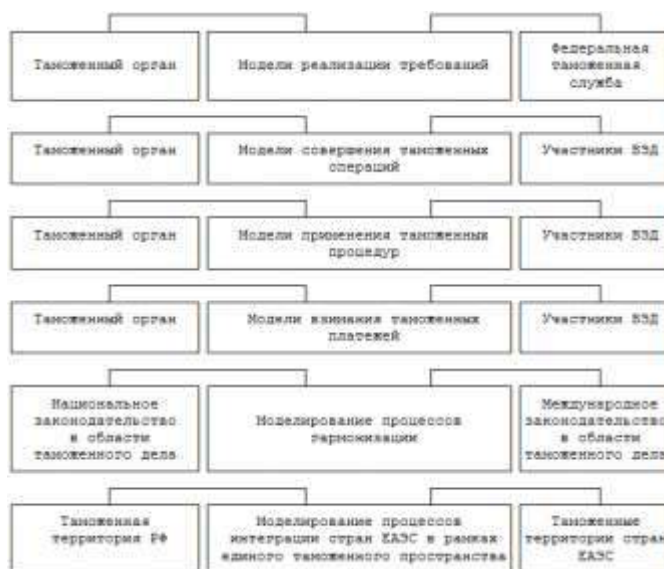 Таможенный орган
Модели реализации требований
Федеральная
таможенная
служба
Таможенный орган
Модели совершения таможенных
операций
Участники ВЭД
Таможенный орган
Модели применения таможенных
процедур
Участники ВЭД
Таможенный орган
Модели взимания таможенных
платежей
Участники ВЭД
Национальное
законодательство
в области
таможенного дела
Моделирование процессов
гармонизации
Международное
законодательство
в области
таможенного дела
Таможенная
территория РФ
Моделирование процессов
интеграции стран ЕАЭС в рамках
единого таможенного пространства
Таможенные
территории стран
ЕАЭС